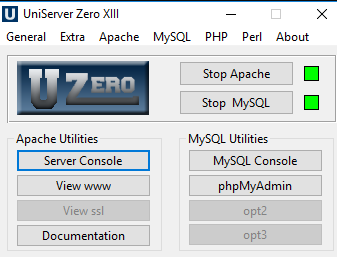 UniServer Zero XIII
General Extra Apache MySQL PHP Perl About
U ZERO
Stop Apache
Stop MySQL
Apache Utilities
Server Console
View www
View ssl
Documentation
MySQL Utilities
MySQL Console
phpMyAdmin
opt2
opt3